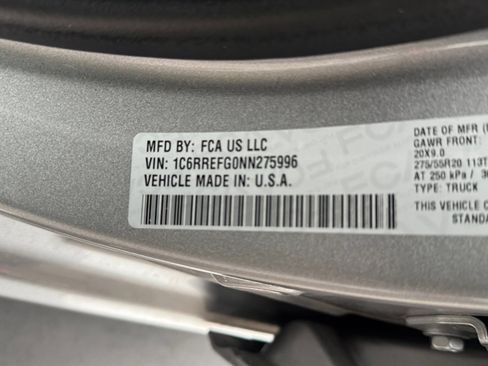 MFD BY: FCA US LLC
VIN: 1C6RREFG0NN275996
VEHICLE MADE IN: U.S.A.
DATE OF MFR
GAWR FRONT:
20X9.0
275/55R20 113T
AT 250 kPa /
TYPE: TRUCK
THIS VEHICLE